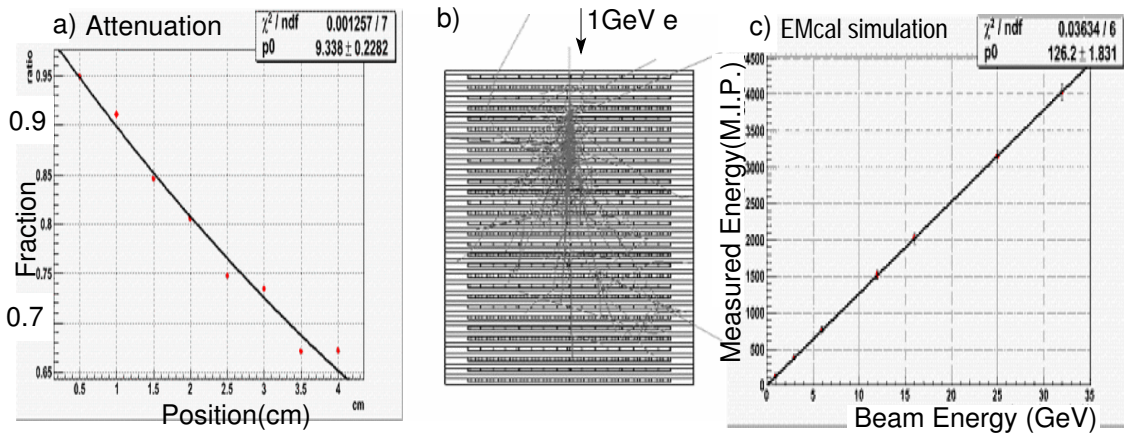 a) Attenuation
χ² / ndf 0.001257 / 7
p0 9.338 ± 0.2282
ratio
0.95
0.9
0.85
0.8
0.75
0.7
0.65
Fraction
0.5 1 1.5 2 2.5 3 3.5 4
cm
Position(cm)
b)
1GeV e
c) EMcal simulation
χ² / ndf 0.03634 / 6
p0 126.2 ± 1.831
4500
4000
3500
3000
2500
2000
1500
1000
500
0
Measured Energy(M.I.P.)
0 5 10 15 20 25 30 35
Beam Energy (GeV)